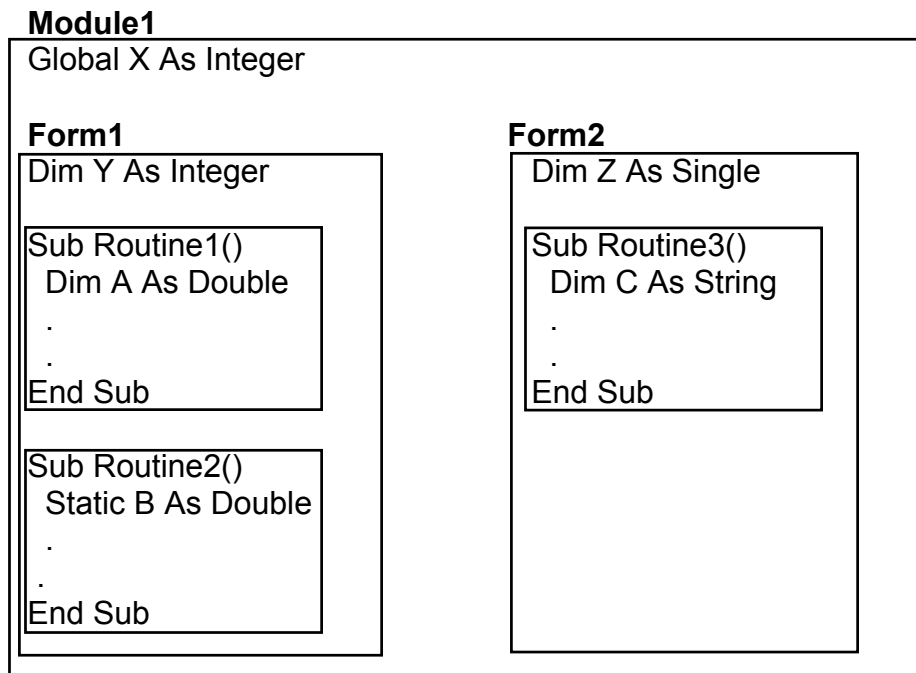 Module1
Global X As Integer
Form1
Dim Y As Integer
Sub Routine1()
Dim A As Double
.
.
End Sub
Sub Routine2()
Static B As Double
.
.
End Sub
Form2
Dim Z As Single
Sub Routine3()
Dim C As String
.
.
End Sub